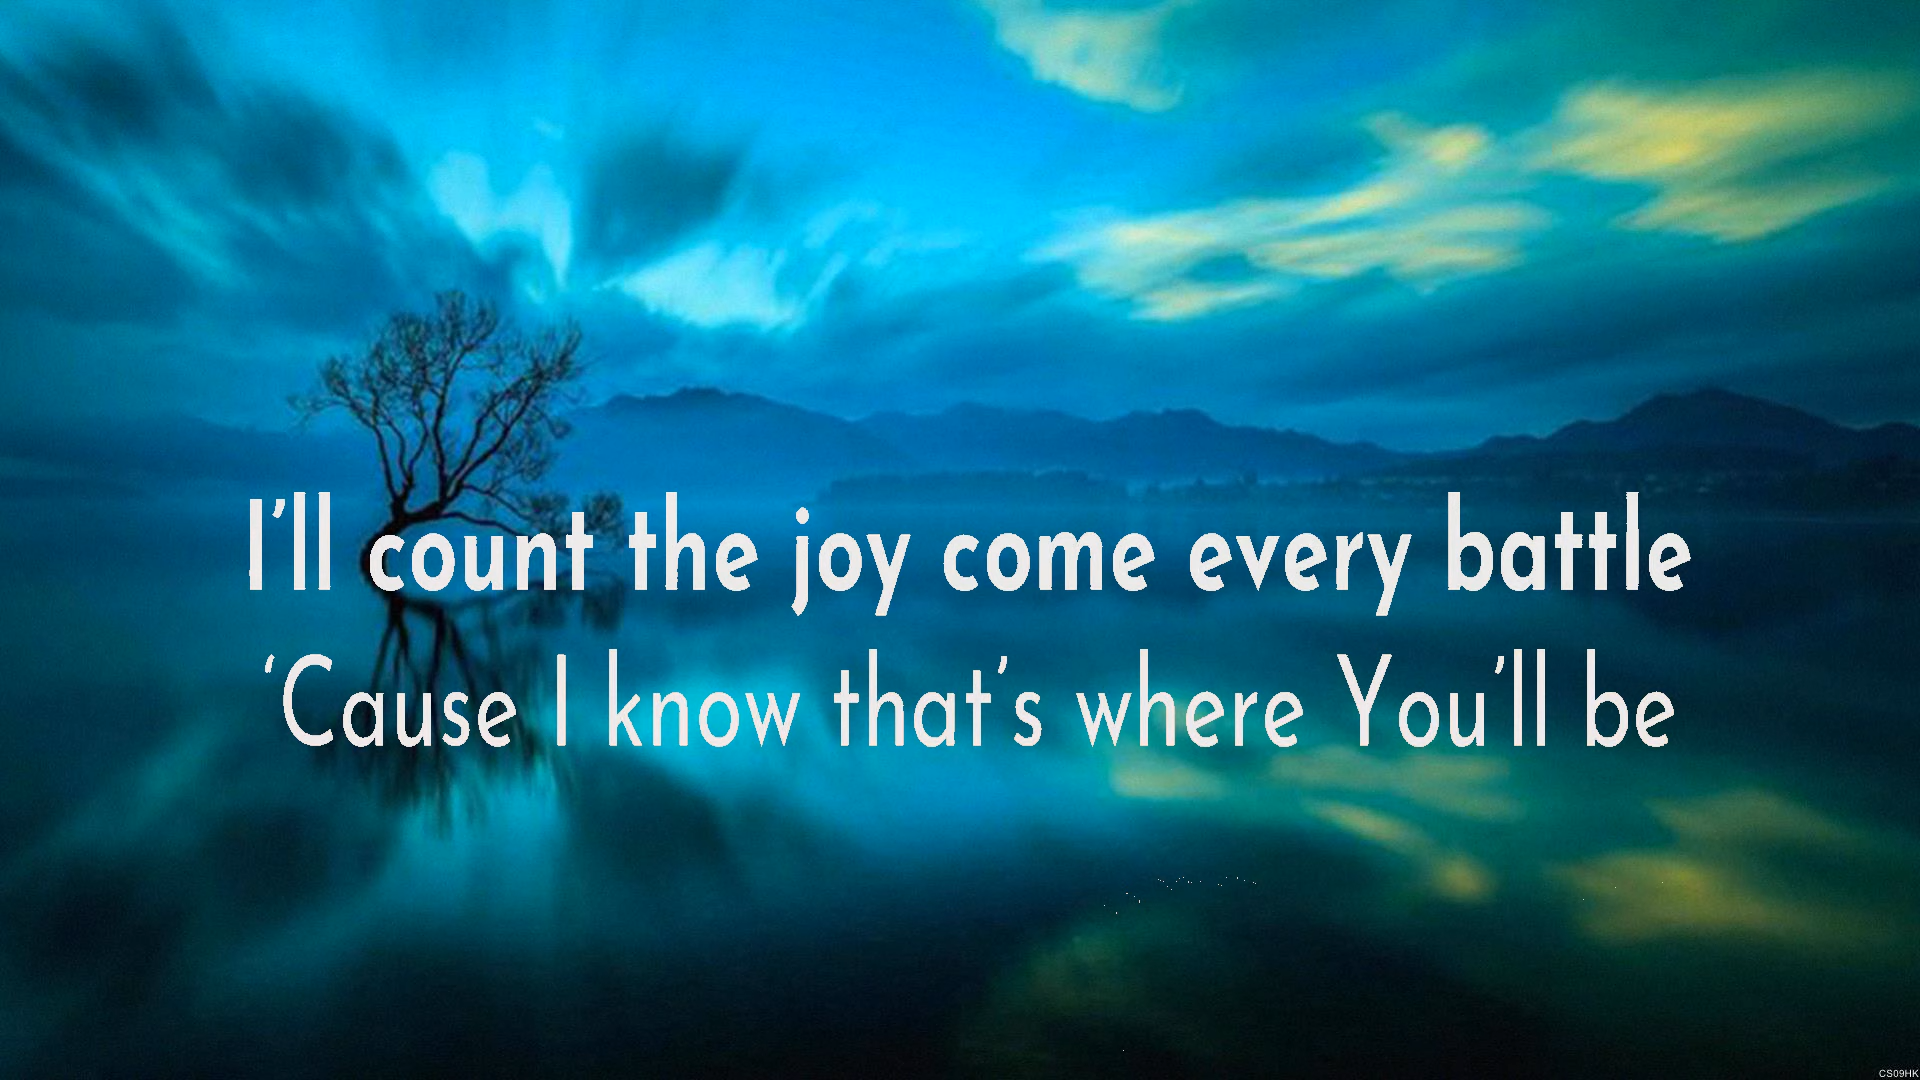 I’ll count the joy come every battle
‘Cause I know that’s where You’ll be
CS09HK